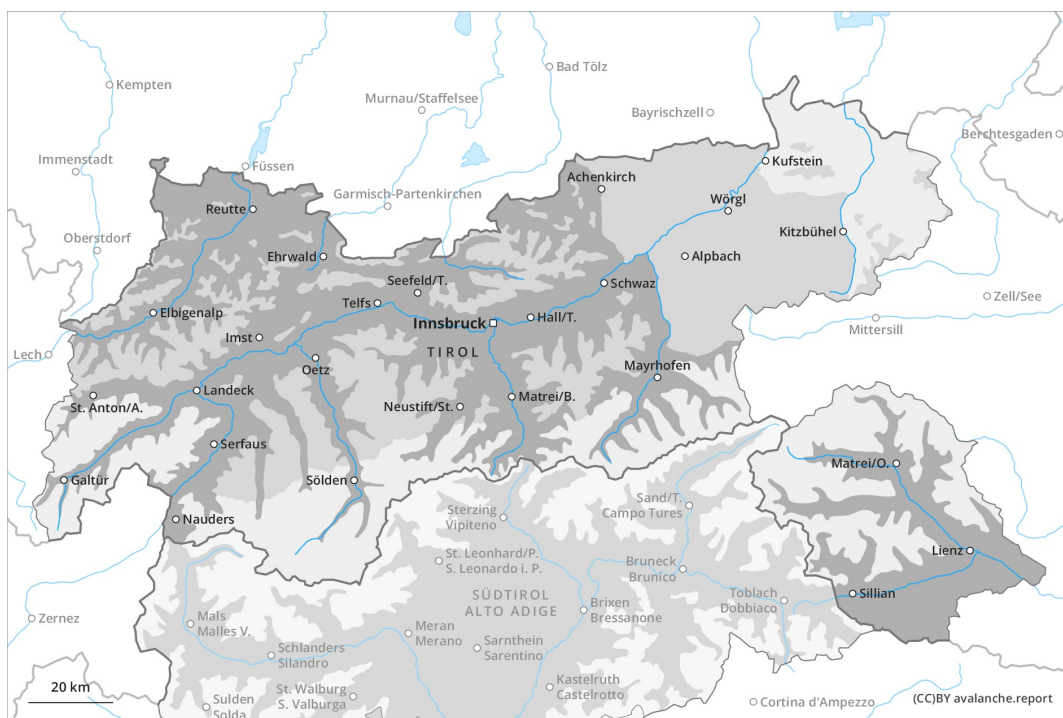 Kempten
Bad Tölz
Murnau/Staffelsee
Bayrischzell
Berchtesgaden
Immenstadt
Füssen
Kufstein
Achenkirch
Garmisch-Partenkirchen
Reutte
Wörgl
Oberstdorf
Kitzbühel
Ehrwald
Alpbach
Seefeld/T.
Schwaz
Zell/See
Telfs
Elbigenalp
Hall/T.
Innsbruck
Mittersill
Imst
TIROL
Lech
Oetz
Mayrhofen
Landeck
St. Anton/A.
Neustift/St.
Matrei/B.
Serfaus
Matrei/O.
Galtür
Sölden
Sand/T.
Campo Tures
Sterzing
Vipiteno
Nauders
Lienz
St. Leonhard/P.
S. Leonardo i. P.
Bruneck
Brunico
SÜDTIROL
ALTO ADIGE
Sillian
Toblach
Dobbiaco
Brixen
Bressanone
Zernez
Mals
Malles V.
Meran
Merano
Sarnthein
Sarentino
Schlanders
Silandro
20 km
St. Walburg
S. Valburga
Kastelruth
Castelrotto
Sulden
Solda
Cortina d'Ampezzo
(CC)BY avalanche.report